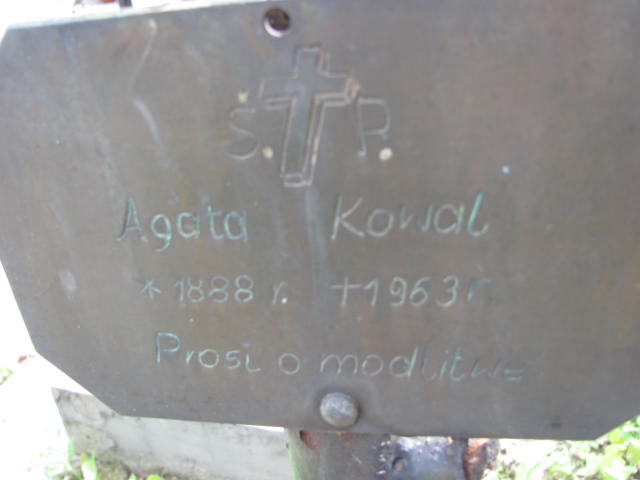 Ś. P.
Agata Kowal
* 1888 r. +1963 r.
Prosi o modlitwę